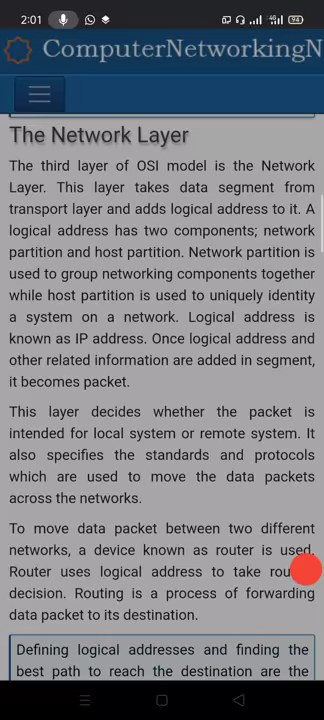 2:01
94
ComputerNetworkingN
The Network Layer
The third layer of OSI model is the Network
Layer. This layer takes data segment from
transport layer and adds logical address to it. A
logical address has two components; network
partition and host partition. Network partition is
used to group networking components together
while host partition is used to uniquely identity
a system on a network. Logical address is
known as IP address. Once logical address and
other related information are added in segment,
it becomes packet.
This layer decides whether the packet is
intended for local system or remote system. It
also specifies the standards and protocols
which are used to move the data packets
across the networks.
To move data packet between two different
networks, a device known as router is used.
Router uses logical address to take
decision. Routing is a process of forwarding
data packet to its destination.
Defining logical addresses and finding the
best path to reach the destination are the